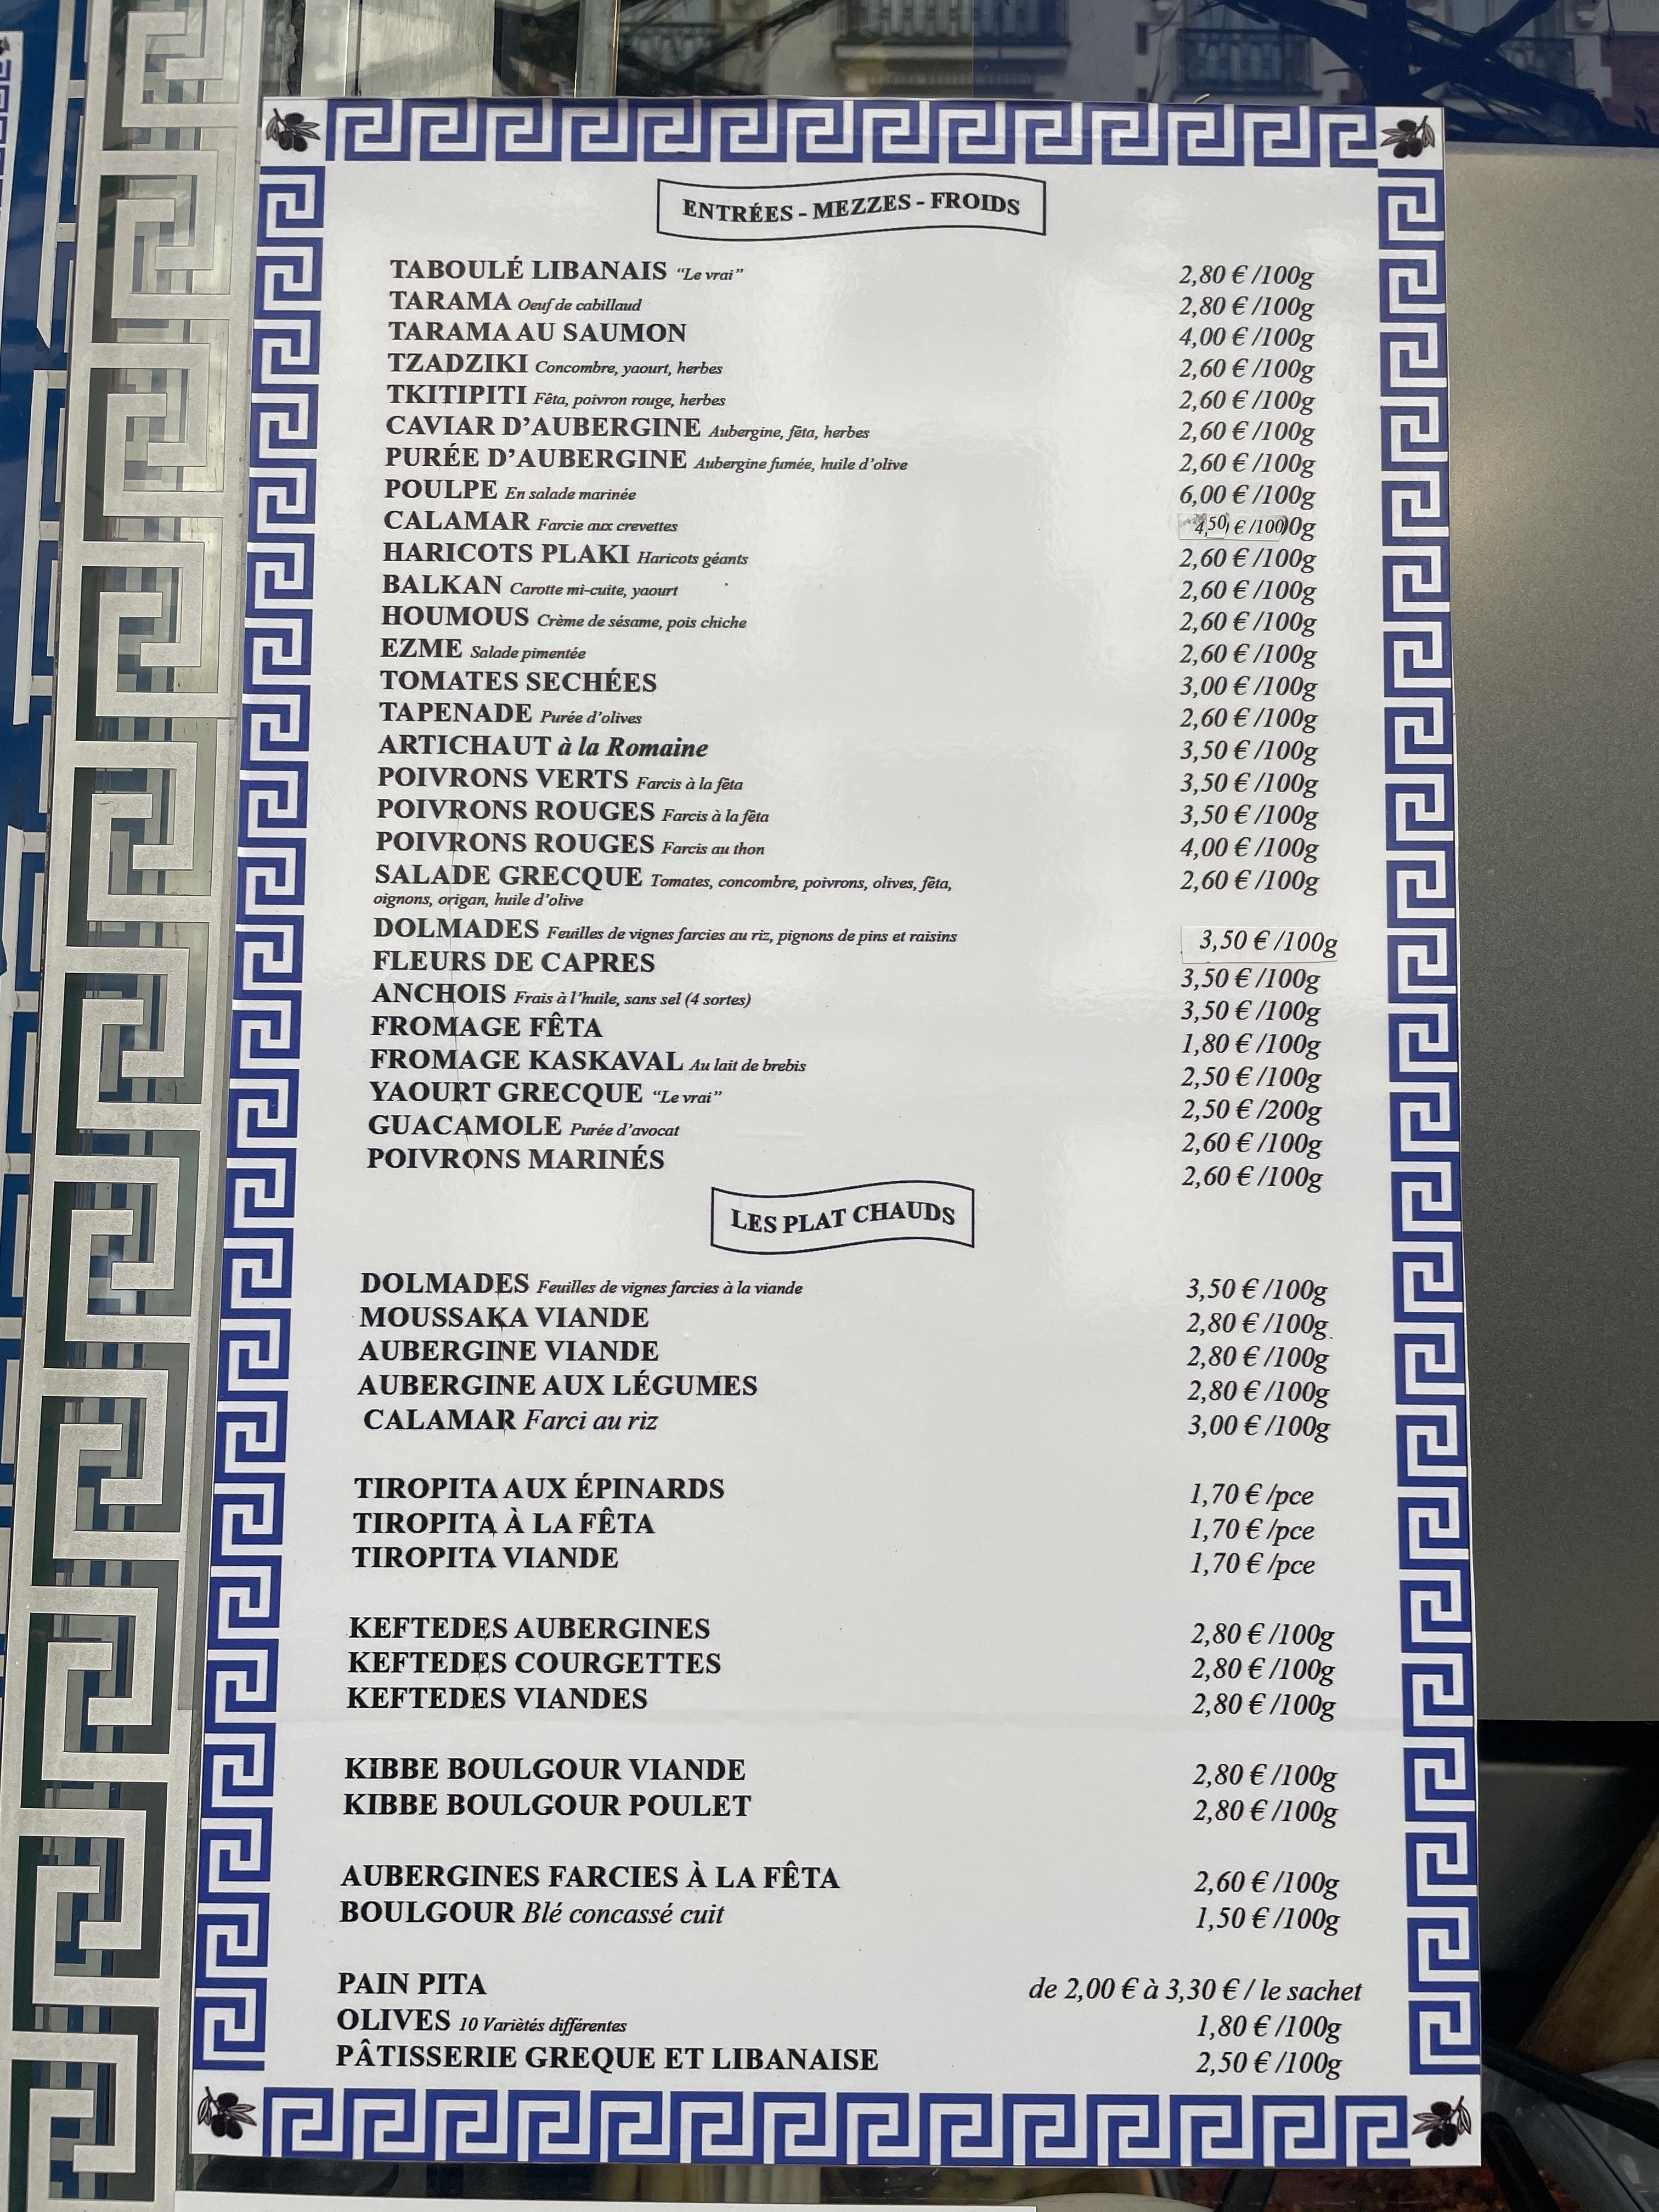 ENTRÉES - MEZZES - FROIDS
TABOULÉ LIBANAIS “Le vrai” 2,80 € /100g
TARAMA Oeuf de cabillaud 2,80 € /100g
TARAMA AU SAUMON 4,00 € /100g
TZADZIKI Concombre, yaourt, herbes 2,60 € /100g
TKITIPITI Fêta, poivron rouge, herbes 2,60 € /100g
CAVIAR D’AUBERGINE Aubergine, fêta, herbes 2,60 € /100g
PURÉE D’AUBERGINE Aubergine fumée, huile d’olive 2,60 € /100g
POULPE En salade marinée 6,00 € /100g
CALAMAR Farcie aux crevettes 4,50 € /100)0g
HARICOTS PLAKI Haricots géants 2,60 € /100g
BALKAN Carotte mi-cuite, yaourt 2,60 € /100g
HOUMOUS Crème de sésame, pois chiche 2,60 € /100g
EZME Salade pimentée 2,60 € /100g
TOMATES SECHÉES 3,00 € /100g
TAPENADE Purée d’olives 2,60 € /100g
ARTICHAUT à la Romaine 3,50 € /100g
POIVRONS VERTS Farcis à la fêta 3,50 € /100g
POIVRONS ROUGES Farcis à la fêta 3,50 € /100g
POIVRONS ROUGES Farcis au thon 4,00 € /100g
SALADE GRECQUE Tomates, concombre, poivrons, olives, fêta, 2,60 € /100g
oignons, origan, huile d’olive
DOLMADES Feuilles de vignes farcies au riz, pignons de pins et raisins 3,50 € /100g
FLEURS DE CAPRES 3,50 € /100g
ANCHOIS Frais à l’huile, sans sel (4 sortes) 3,50 € /100g
FROMAGE FÊTA 1,80 € /100g
FROMAGE KASKAVAL Au lait de brebis 2,50 € /100g
YAOURT GRECQUE “Le vrai” 2,50 € /200g
GUACAMOLE Purée d’avocat 2,60 € /100g
POIVRONS MARINÉS 2,60 € /100g
LES PLAT CHAUDS
DOLMADES Feuilles de vignes farcies à la viande 3,50 € /100g
MOUSSAKA VIANDE 2,80 € /100g
AUBERGINE VIANDE 2,80 € /100g
AUBERGINE AUX LÉGUMES 2,80 € /100g
CALAMAR Farci au riz 3,00 € /100g
TIROPITA AUX ÉPINARDS 1,70 € /pce
TIROPITA À LA FÊTA 1,70 € /pce
TIROPITA VIANDE 1,70 € /pce
KEFTEDES AUBERGINES 2,80 € /100g
KEFTEDES COURGETTES 2,80 € /100g
KEFTEDES VIANDES 2,80 € /100g
KIBBE BOULGOUR VIANDE 2,80 € /100g
KIBBE BOULGOUR POULET 2,80 € /100g
AUBERGINES FARCIES À LA FÊTA 2,60 € /100g
BOULGOUR Blé concassé cuit 1,50 € /100g
PAIN PITA de 2,00 € à 3,30 € / le sachet
OLIVES 10 Variètés différentes 1,80 € /100g
PÂTISSERIE GREQUE ET LIBANAISE 2,50 € /100g